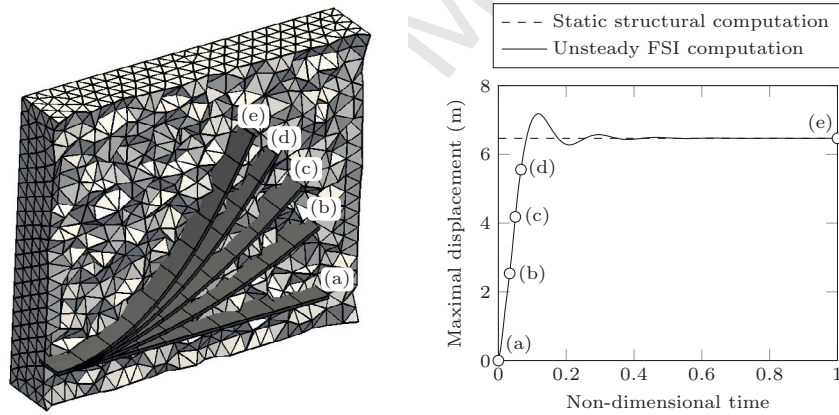 (e)
(d)
(c)
(b)
(a)
Static structural computation
Unsteady FSI computation
Maximal displacement (m)
8
6
4
2
0
(e)
(d)
(c)
(b)
(a)
0 0.2 0.4 0.6 0.8 1
Non-dimensional time